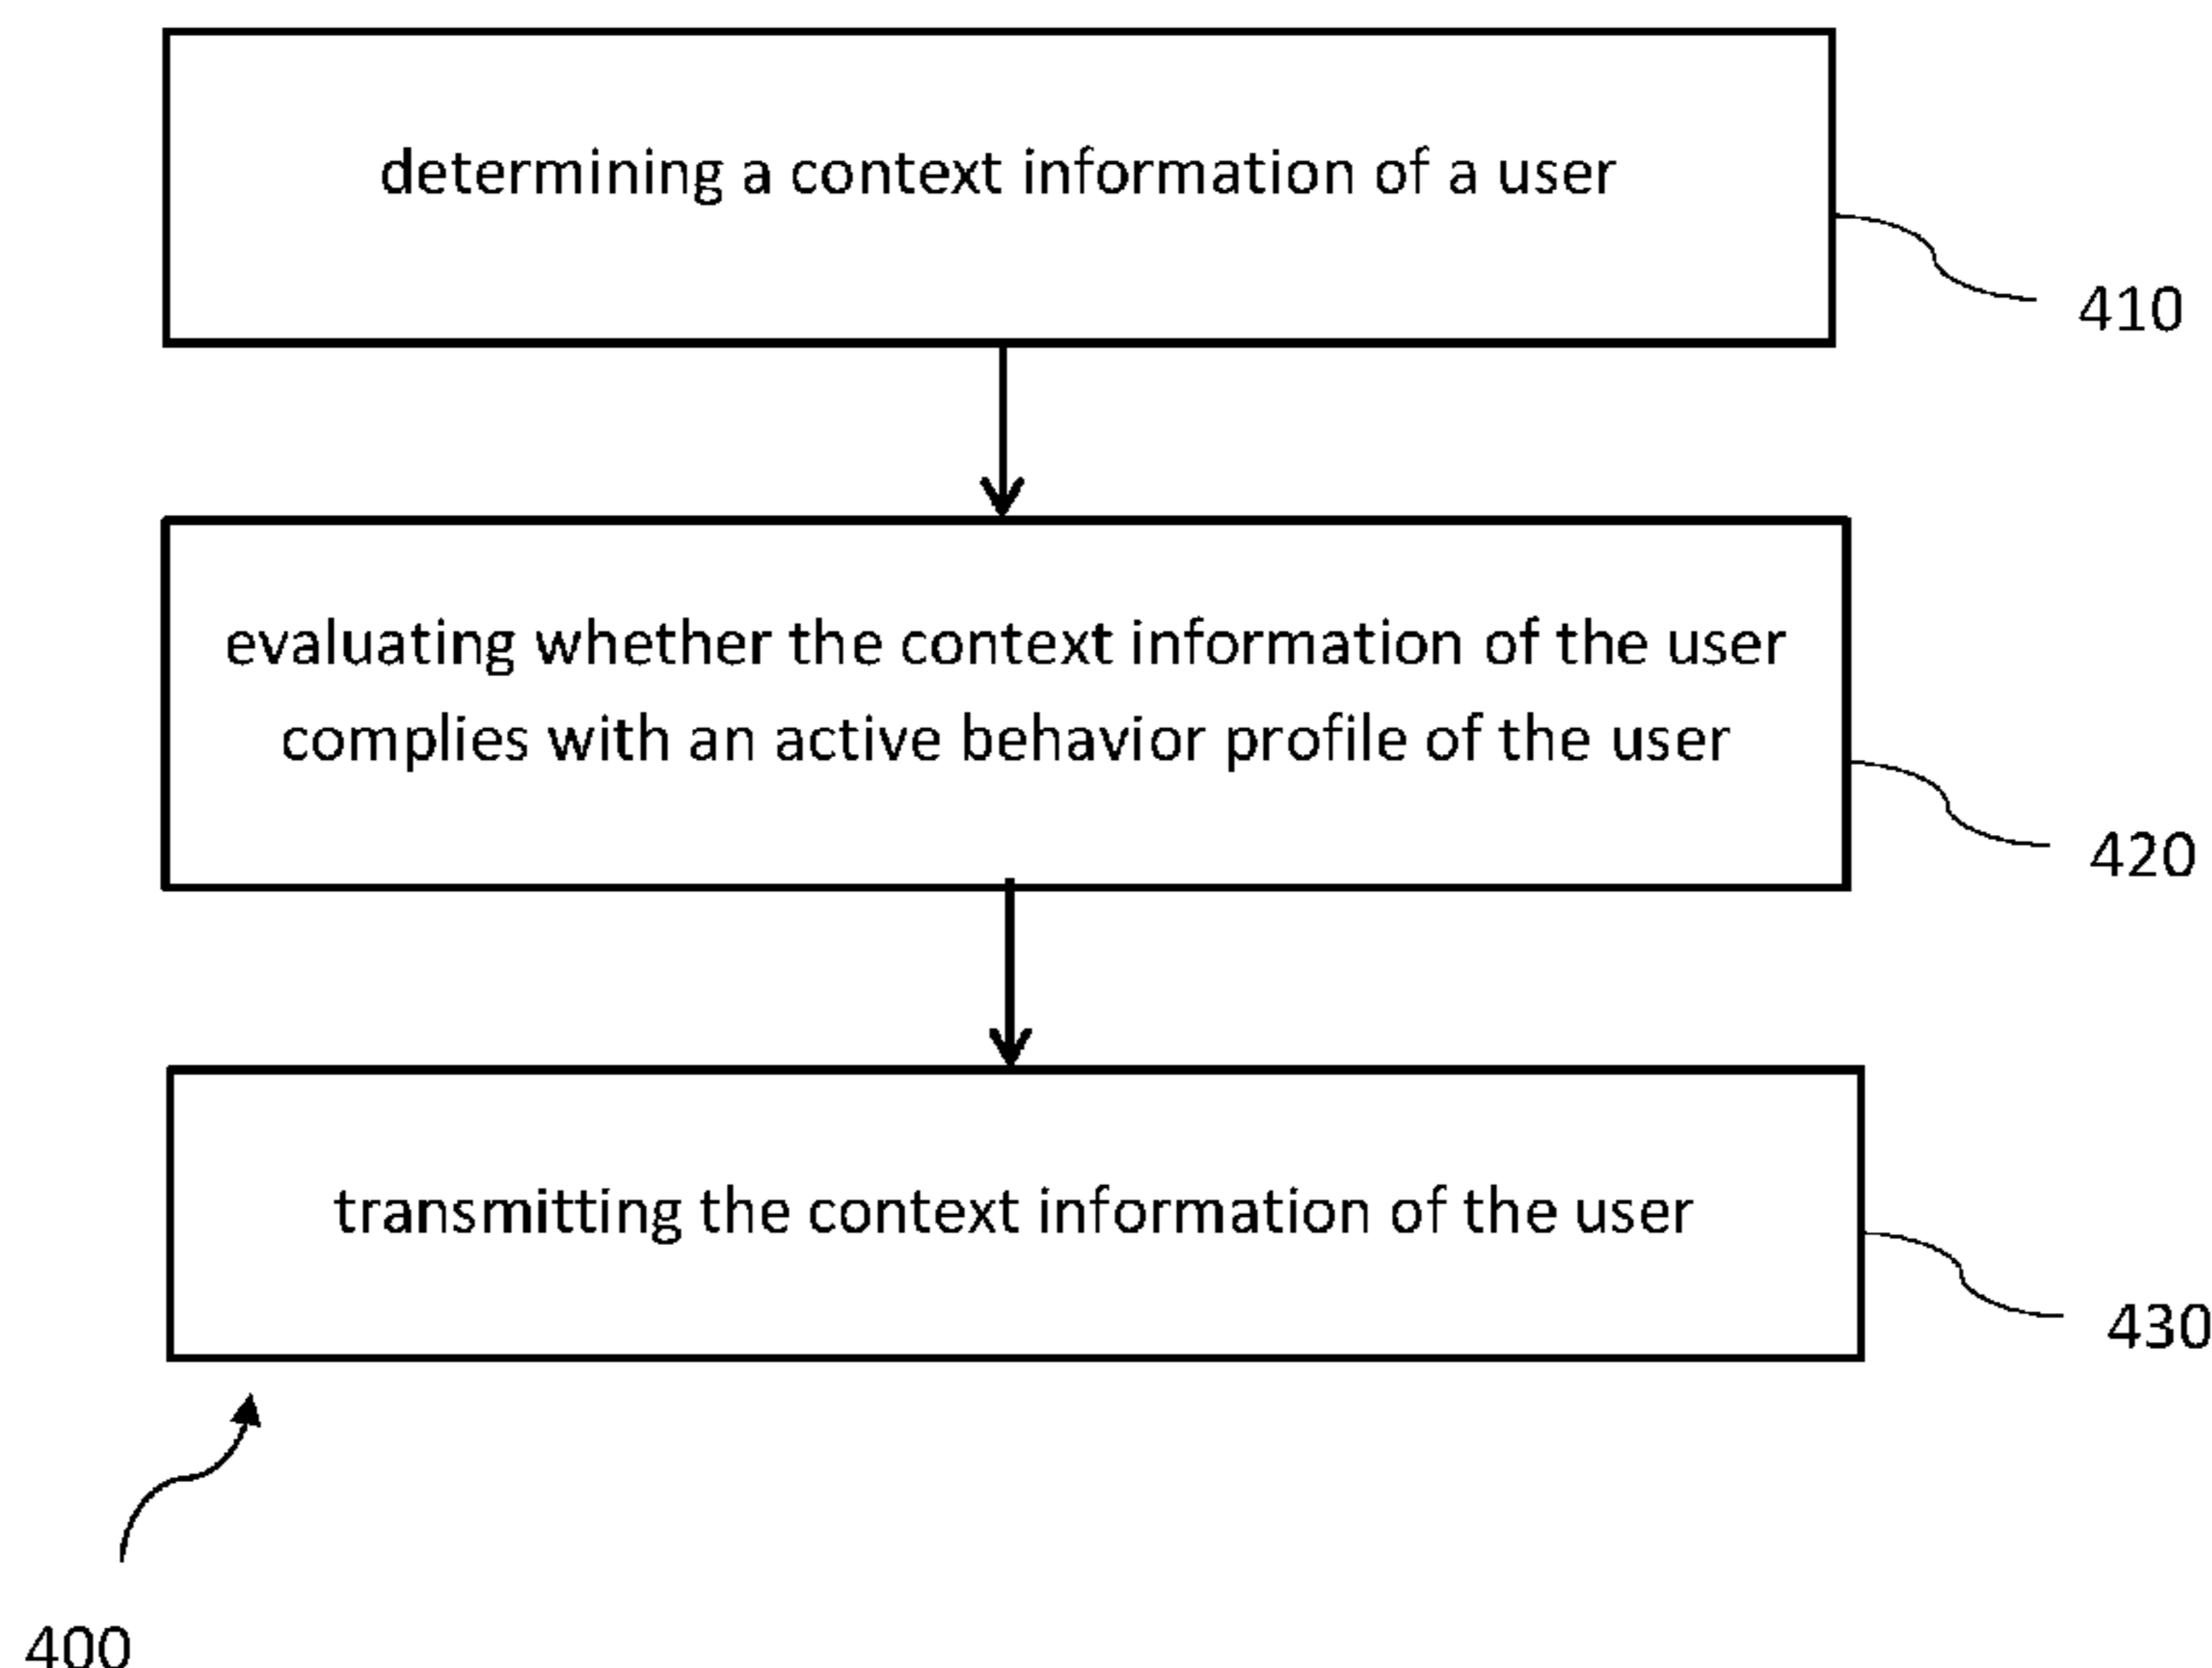 determining a context information of a user
410
evaluating whether the context information of the user
complies with an active behavior profile of the user
420
transmitting the context information of the user
430
400